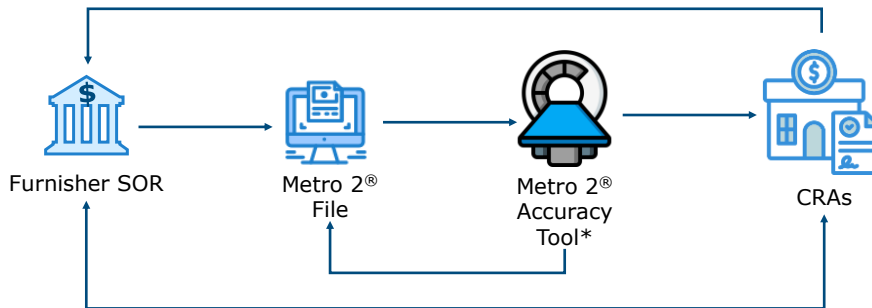 $
$
Furnisher SOR
Metro 2®
File
Metro 2®
Accuracy
Tool*
CRAs